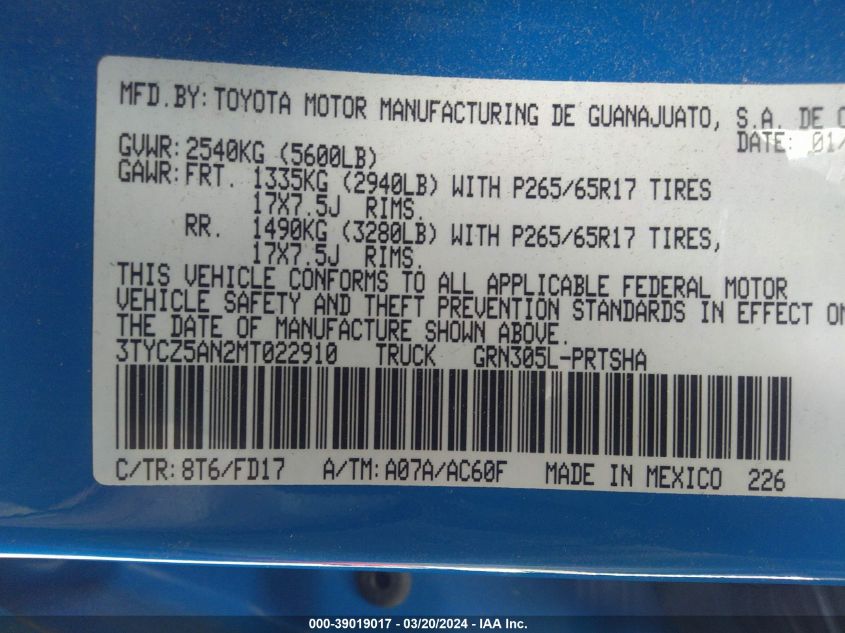 MFD.BY: TOYOTA MOTOR MANUFACTURING DE GUANAJUATO, S.A. DE
DATE: 01/
GVWR: 2540KG (5600LB)
GAWR: FRT. 1335KG (2940LB) WITH P265/65R17 TIRES
17X7.5J RIMS.
RR. 1490KG (3280LB) WITH P265/65R17 TIRES,
17X7.5J RIMS.
THIS VEHICLE CONFORMS TO ALL APPLICABLE FEDERAL MOTOR
VEHICLE SAFETY AND THEFT PREVENTION STANDARDS IN EFFECT ON
THE DATE OF MANUFACTURE SHOWN ABOVE.
3TYCZ5AN2MT022910 TRUCK GRN305L-PRTSHA
C/TR: 8T6/FD17 A/TM: A07A/AC60F MADE IN MEXICO 226
000-39019017 - 03/20/2024 - IAA Inc.